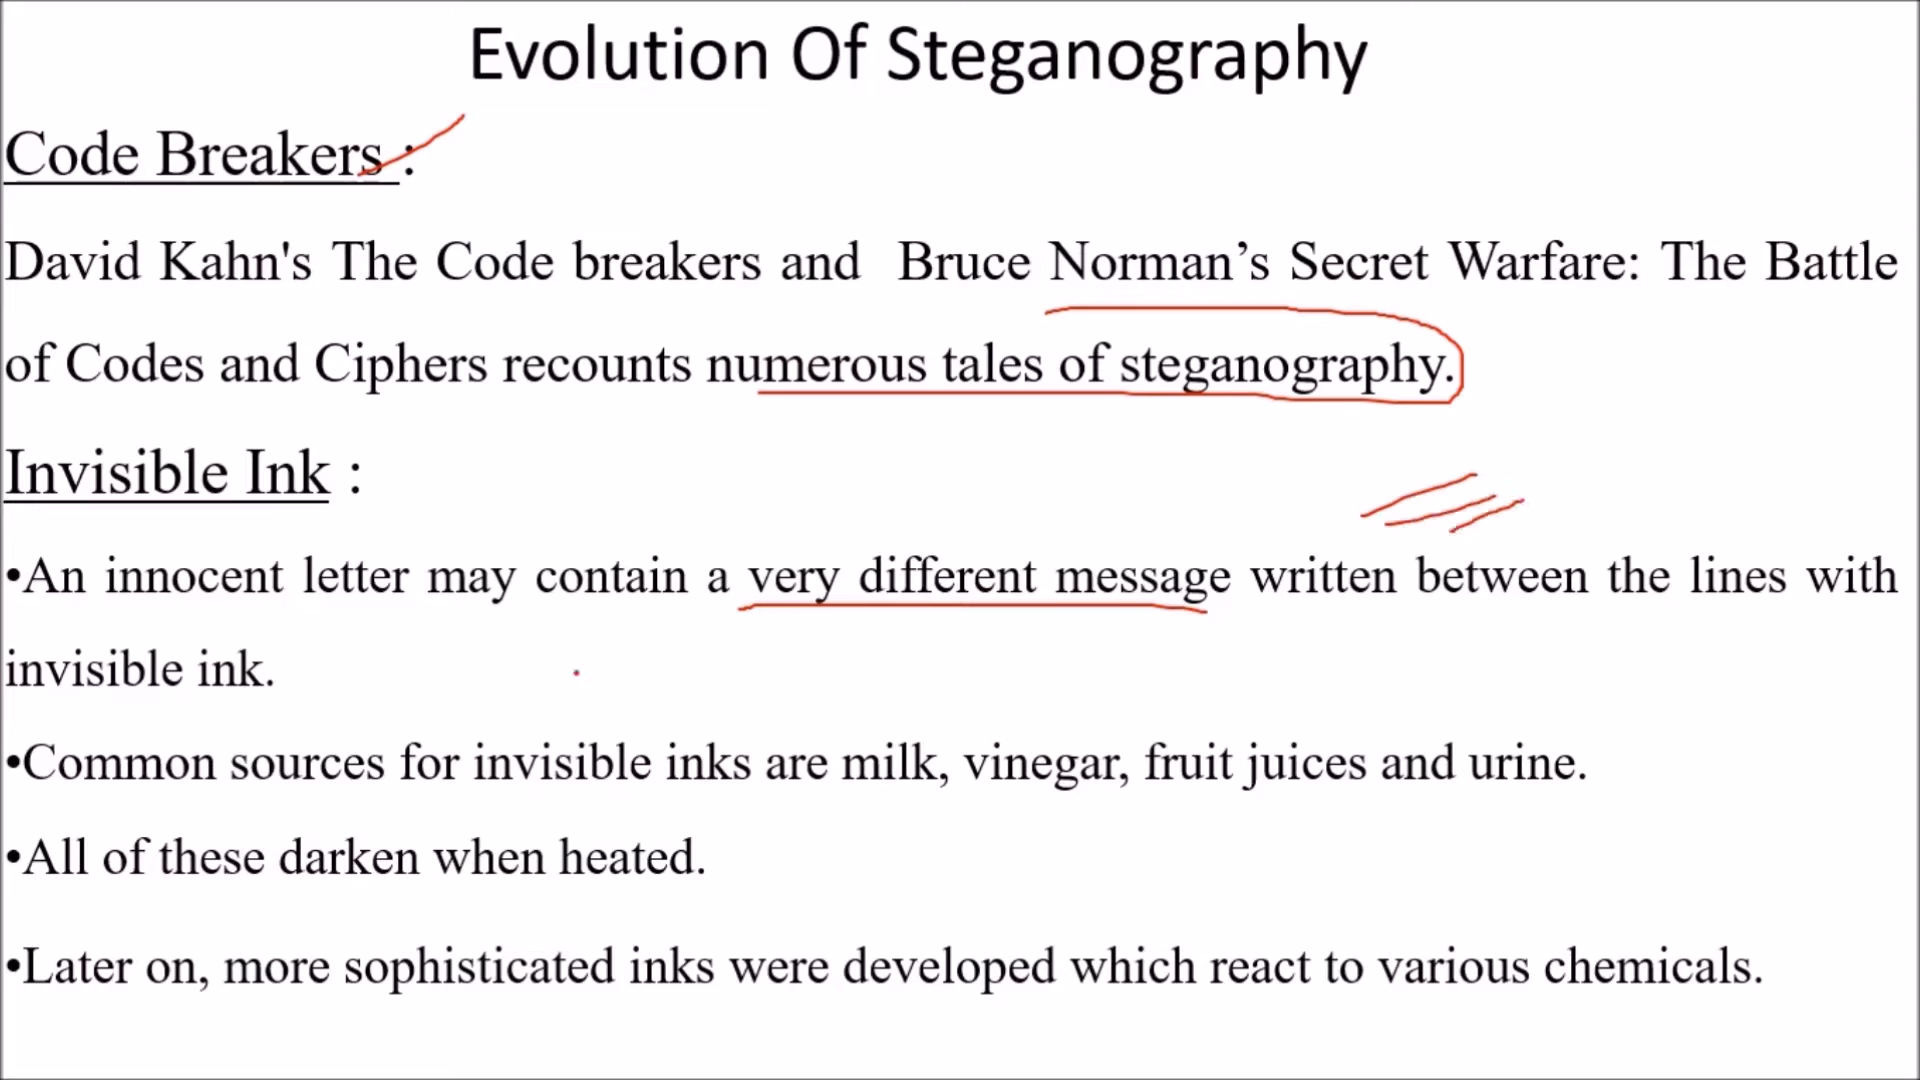 Evolution Of Steganography
Code Breakers :
David Kahn's The Code breakers and Bruce Norman’s Secret Warfare: The Battle
of Codes and Ciphers recounts numerous tales of steganography.
Invisible Ink :
•An innocent letter may contain a very different message written between the lines with
invisible ink.
•Common sources for invisible inks are milk, vinegar, fruit juices and urine.
•All of these darken when heated.
•Later on, more sophisticated inks were developed which react to various chemicals.